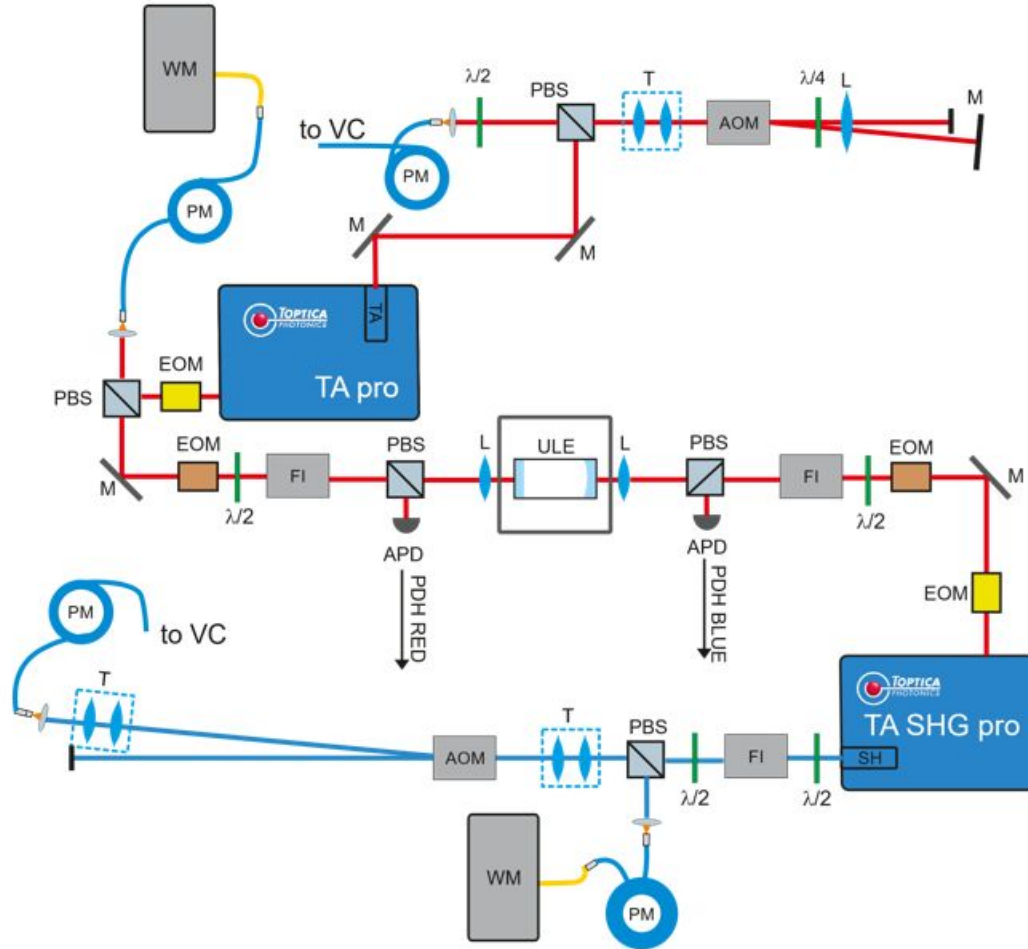 WM
λ/2
PBS
T
λ/4
L
M
AOM
to VC
PM
PM
M
M
TOPTICA
PHOTONICS
TA
TA pro
EOM
PBS
EOM
PBS
L
ULE
L
PBS
EOM
FI
FI
M
λ/2
λ/2
M
APD
APD
PDH RED
PDH BLUE
EOM
PM
to VC
T
T
PBS
TOPTICA
PHOTONICS
TA SHG pro
AOM
FI
SH
λ/2
λ/2
WM
PM